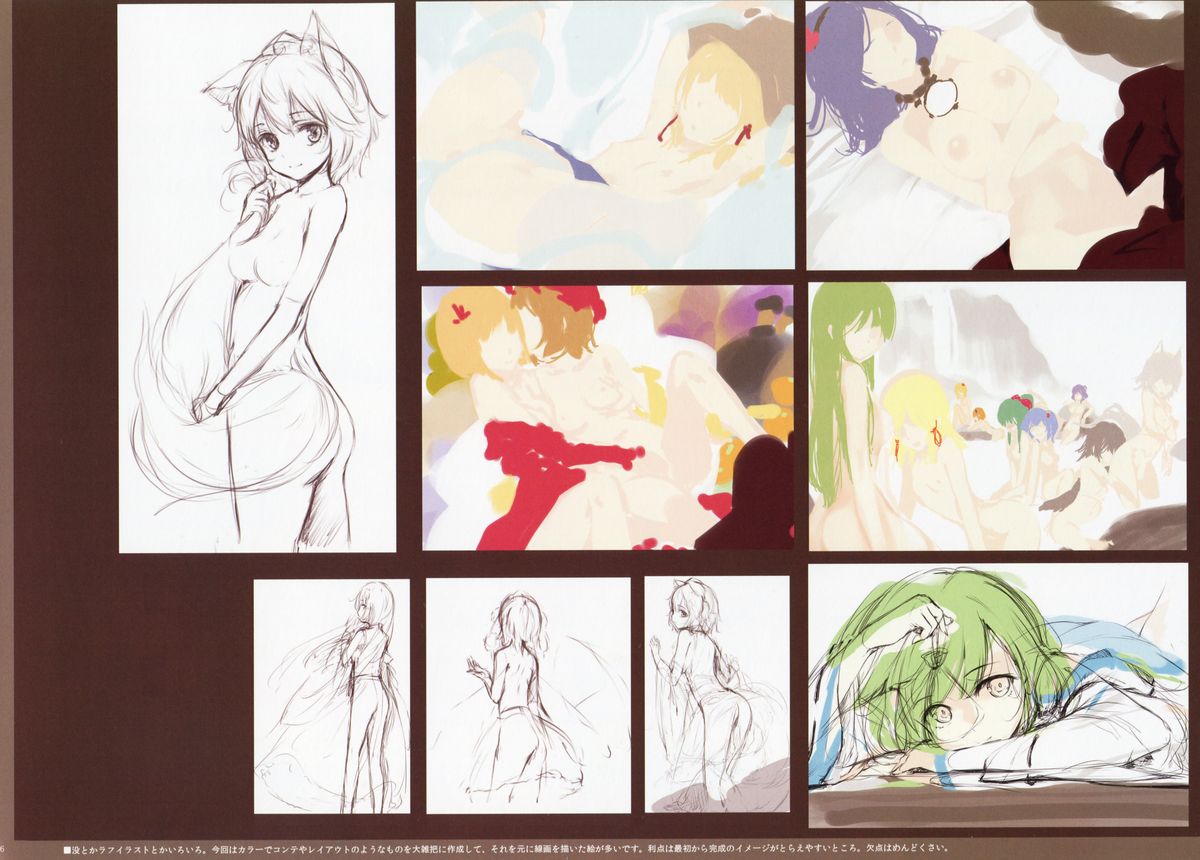 ■没とかラフイラストとかいろいろ。今回はカラーでコンテやレイアウトのようなものを大雑把に作成して、それを元に線画を描いた絵が多いです。利点は最初から完成のイメージがとらえやすいところ。欠点はめんどくさい。
6